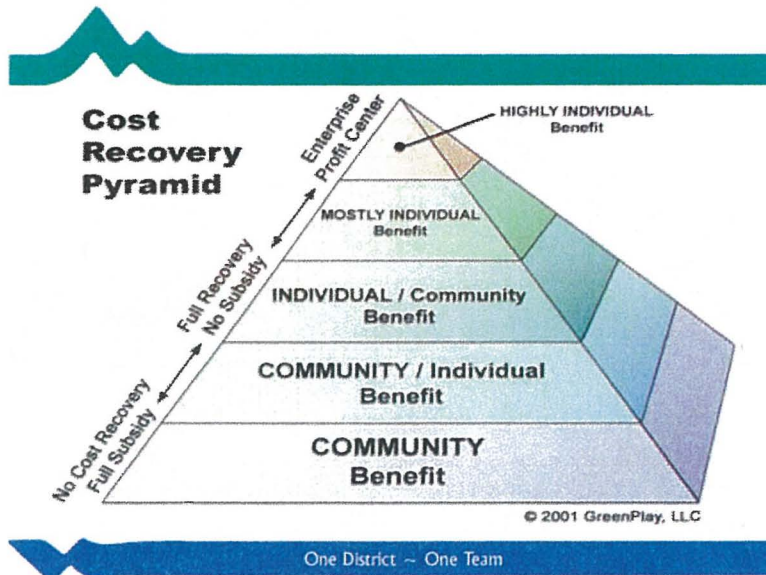 Cost
Recovery
Pyramid
Enterprise
Profit Center
HIGHLY INDIVIDUAL
Benefit
MOSTLY INDIVIDUAL
Benefit
Full Recovery
No Subsidy
INDIVIDUAL / Community
Benefit
COMMUNITY / Individual
Benefit
No Cost Recovery
Full Subsidy
COMMUNITY
Benefit
© 2001 GreenPlay, LLC
One District ~ One Team